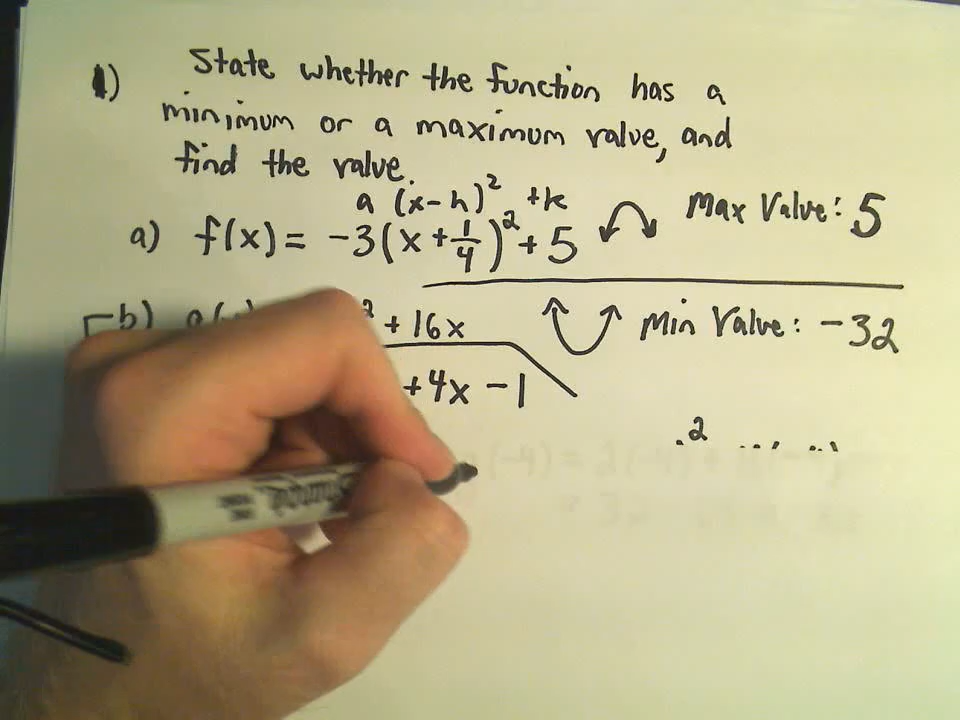 1) State whether the function has a
minimum or a maximum value, and
find the value.
a (x-h)² + k
a) f(x) = -3(x + 1/4)² + 5 Max Value: 5
b) + 16x Min Value: -32
+ 4x - 1